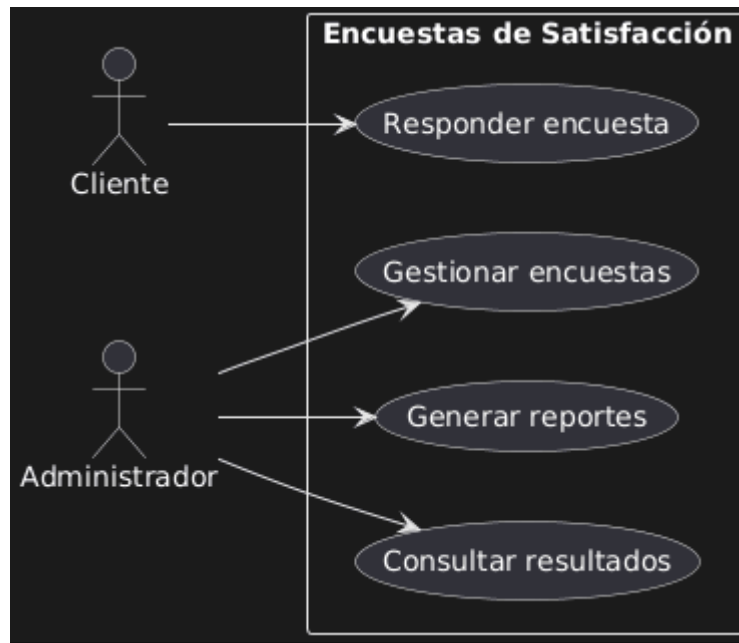 Encuestas de Satisfacción
Responder encuesta
Cliente
Gestionar encuestas
Generar reportes
Administrador
Consultar resultados